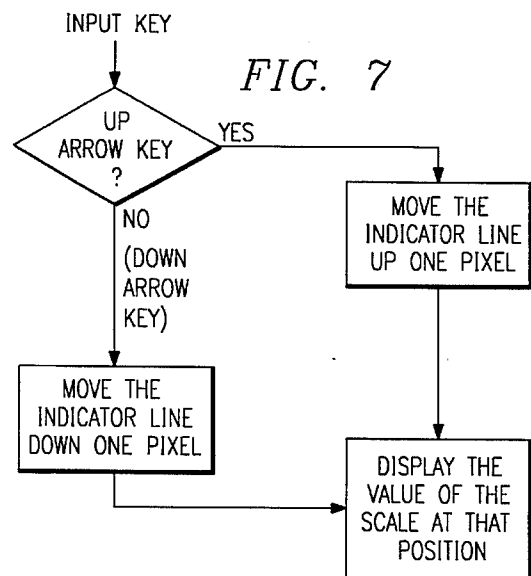 INPUT KEY
FIG. 7
UP
ARROW KEY
?
YES
NO
(DOWN
ARROW
KEY)
MOVE THE
INDICATOR LINE
UP ONE PIXEL
MOVE THE
INDICATOR LINE
DOWN ONE PIXEL
DISPLAY THE
VALUE OF THE
SCALE AT THAT
POSITION